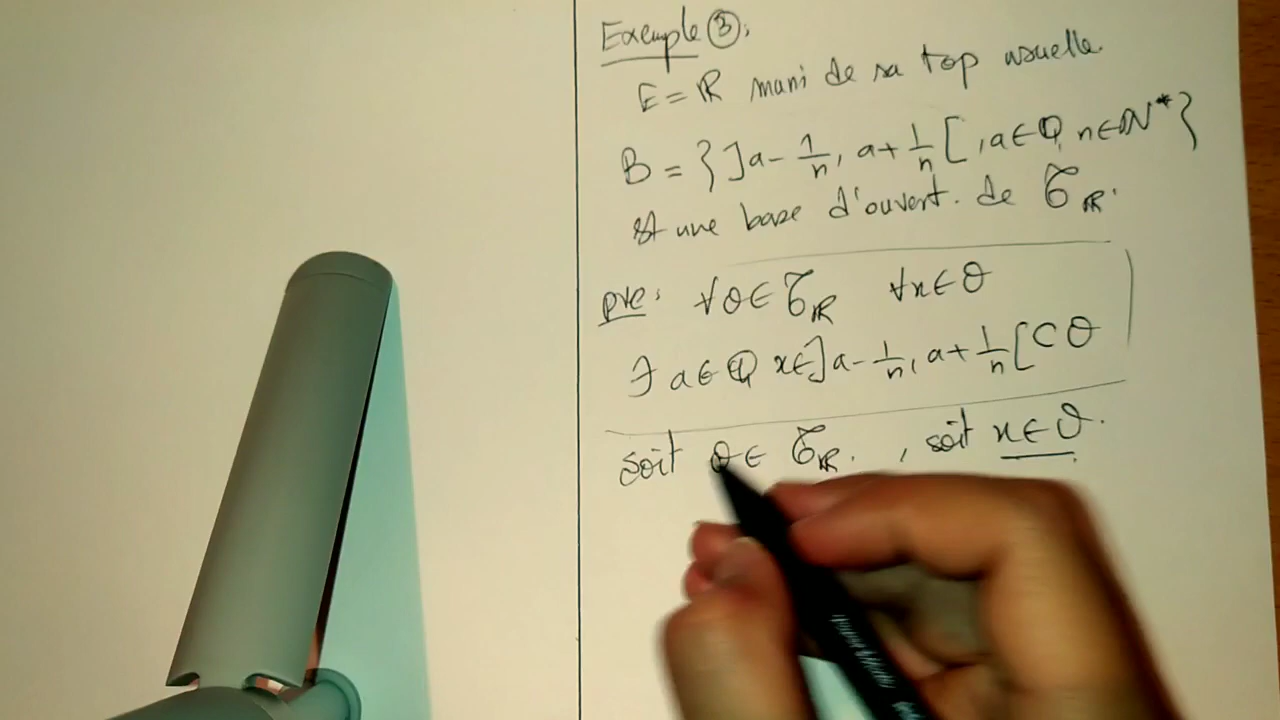 Exemple ③:
E = ℝ muni de sa top usuelle.
B = { ]a - 1/n, a + 1/n[, a ∈ ℚ, n ∈ ℕ* }
est une base d'ouvert. de 𝒯ℝ.
pve: ∀θ ∈ 𝒯ℝ ∀x ∈ θ
∃ a ∈ ℚ x ∈ ]a - 1/n, a + 1/n[ ⊂ θ
soit θ ∈ 𝒯ℝ. , soit x ∈ θ.